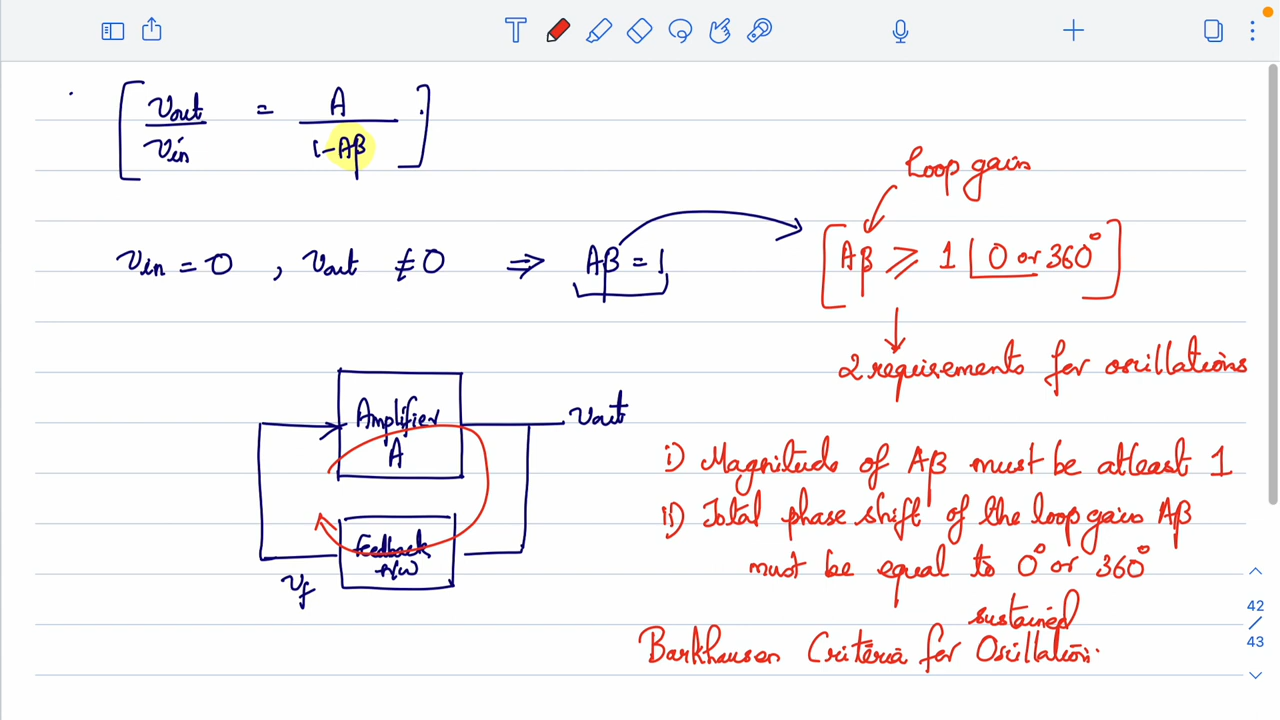 [ Vout / Vin = A / 1-Aβ ]
Loop gain
Vin = 0 , Vout ≠ 0 ⇒ Aβ = 1
[ Aβ ⩾ 1 ∠0 or 360° ]
2 requirements for oscillations
Amplifier
A
Vout
Feedback
N/W
Vf
i) Magnitude of Aβ must be atleast 1
ii) Total phase shift of the loop gain Aβ
must be equal to 0° or 360°
sustained
Barkhausen Criteria for Oscillation.
42
/
43